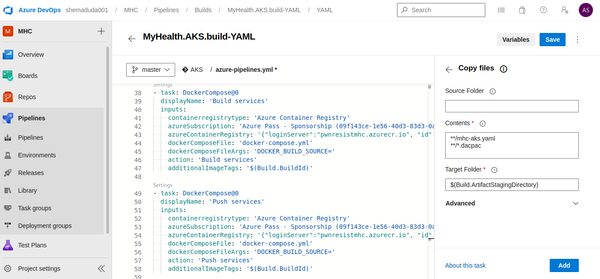 Azure DevOps shemaduda001 / MHC / Pipelines / Builds / MyHealth.AKS.build-YAML / YAML
Search
AS
MHC
Overview
Boards
Repos
Pipelines
Pipelines
Environments
Releases
Library
Task groups
Deployment groups
Test Plans
Project settings
MyHealth.AKS.build-YAML
Variables
Save
master
AKS / azure-pipelines.yml *
Settings
38 - task: DockerCompose@0
39 displayName: 'Build services'
40 inputs:
41 containerregistrytype: 'Azure Container Registry'
42 azureSubscription: 'Azure Pass - Sponsorship (09f143ce-1e56-40d3-83d3-0a
43 azureContainerRegistry: '{"loginServer":"pwnresistmhc.azurecr.io", "id"
44 dockerComposeFile: 'docker-compose.yml'
45 dockerComposeFileArgs: 'DOCKER_BUILD_SOURCE='
46 action: 'Build services'
47 additionalImageTags: '$(Build.BuildId)'
48
Settings
49 - task: DockerCompose@0
50 displayName: 'Push services'
51 inputs:
52 containerregistrytype: 'Azure Container Registry'
53 azureSubscription: 'Azure Pass - Sponsorship (09f143ce-1e56-40d3-83d3-0a
54 azureContainerRegistry: '{"loginServer":"pwnresistmhc.azurecr.io", "id"
55 dockerComposeFile: 'docker-compose.yml'
56 dockerComposeFileArgs: 'DOCKER_BUILD_SOURCE='
57 action: 'Push services'
58 additionalImageTags: '$(Build.BuildId)'
59
Copy files
Source Folder
Contents *
**/mhc-aks.yaml
**/*.dacpac
Target Folder *
$(Build.ArtifactStagingDirectory)
Advanced
About this task
Add